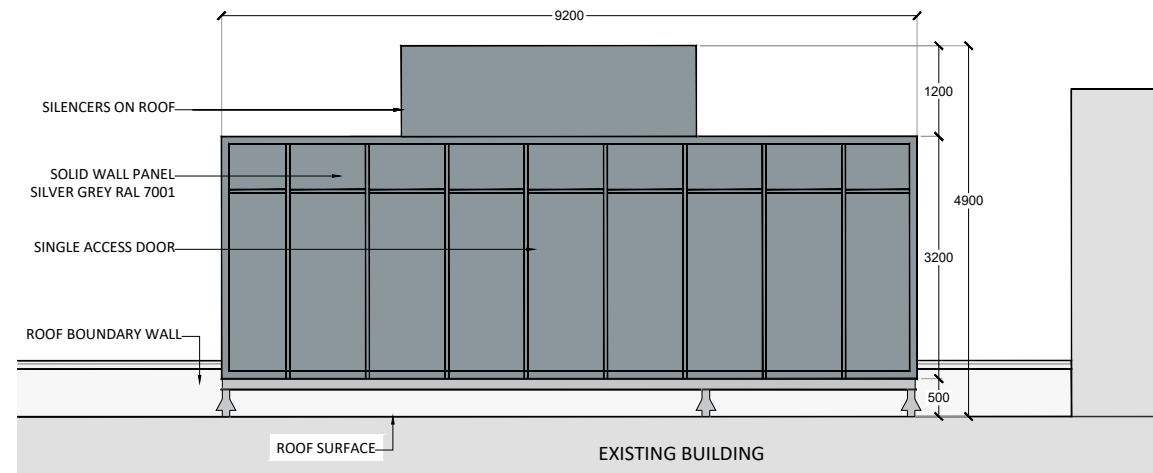 9200
SILENCERS ON ROOF
1200
SOLID WALL PANEL
SILVER GREY RAL 7001
4900
SINGLE ACCESS DOOR
3200
ROOF BOUNDARY WALL
500
ROOF SURFACE
EXISTING BUILDING